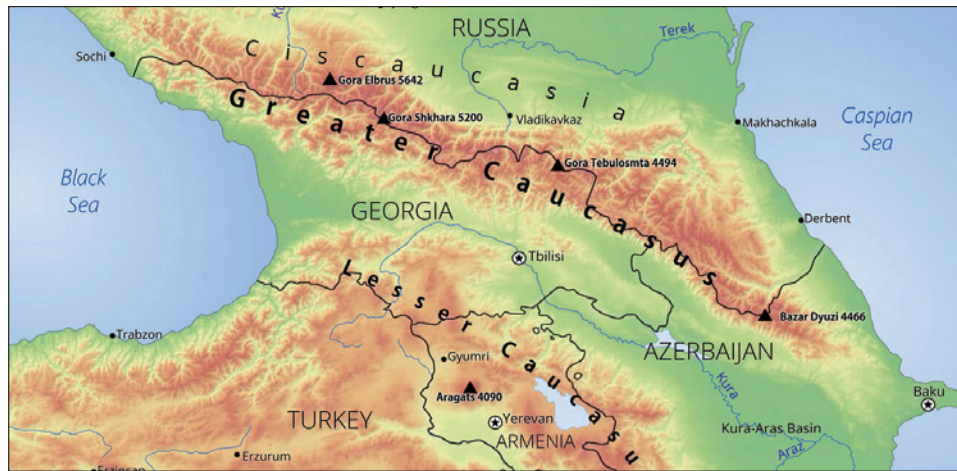 RUSSIA
Terek
Sochi
Ciscaucasia
Gora Elbrus 5642
Greater Caucasus
Gora Shkhara 5200
Vladikavkaz
Makhachkala
Caspian
Sea
Gora Tebulosmta 4494
Black
Sea
GEORGIA
Derbent
Tbilisi
Lesser Caucasu
Bazar Dyuzi 4466
Trabzon
Gyumri
AZERBAIJAN
Kura
Aragats 4090
Baku
TURKEY
Yerevan
ARMENIA
Kura-Aras Basin
Araz
Erzurum